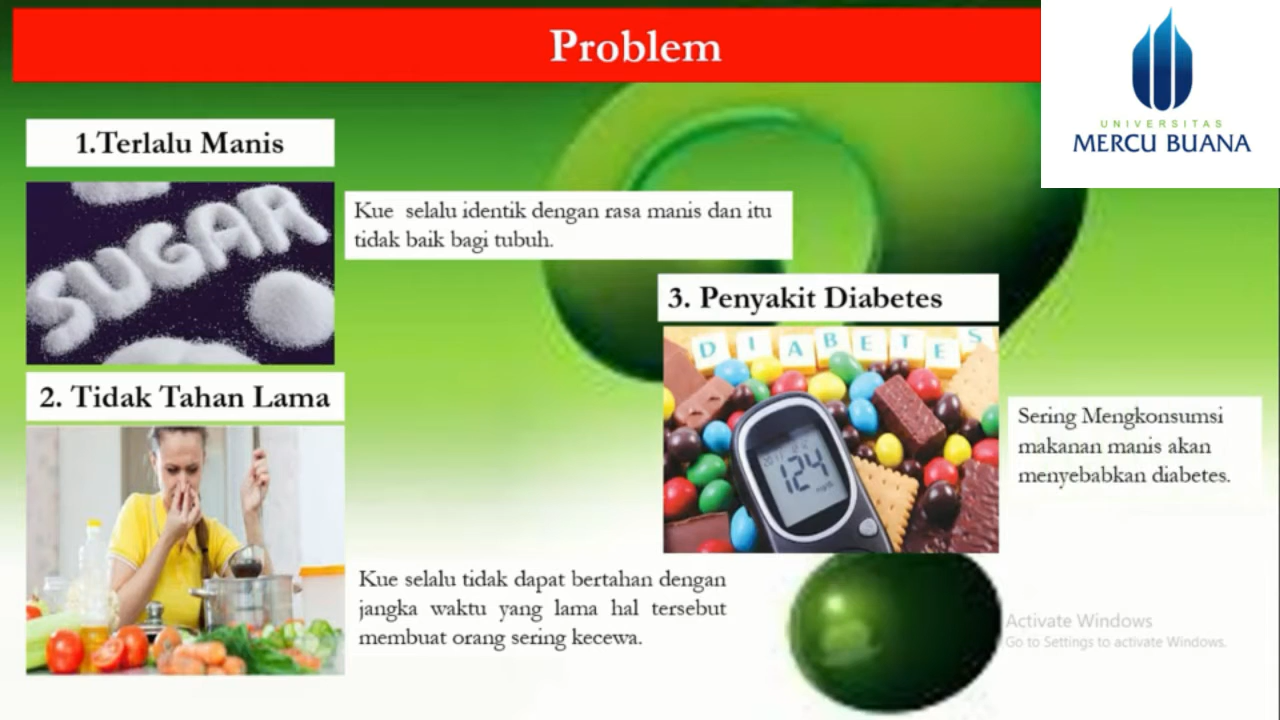 Problem
UNIVERSITAS
MERCU BUANA
1.Terlalu Manis
SUGAR
Kue selalu identik dengan rasa manis dan itu
tidak baik bagi tubuh.
2. Tidak Tahan Lama
Kue selalu tidak dapat bertahan dengan
jangka waktu yang lama hal tersebut
membuat orang sering kecewa.
3. Penyakit Diabetes
DIABETES
124
Sering Mengkonsumsi
makanan manis akan
menyebabkan diabetes.
Activate Windows
Go to Settings to activate Windows.